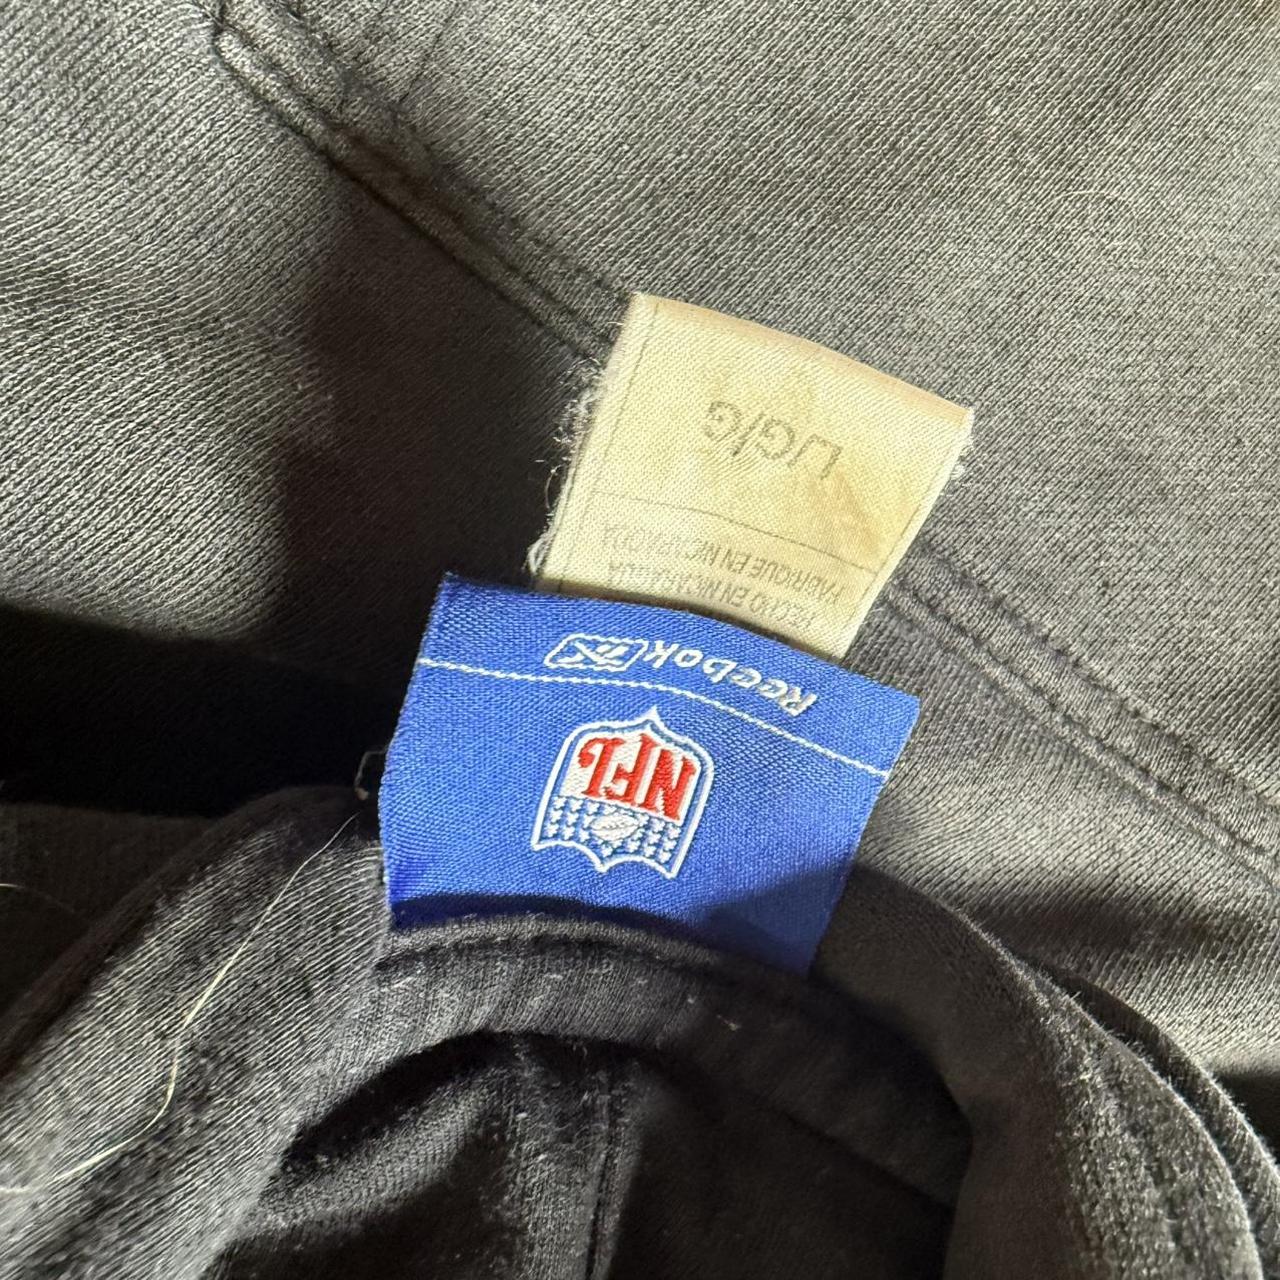 NFL
Reebok
HECHO EN NICARAGUA
FABRIQUE EN NICARAGUA
L/G/G